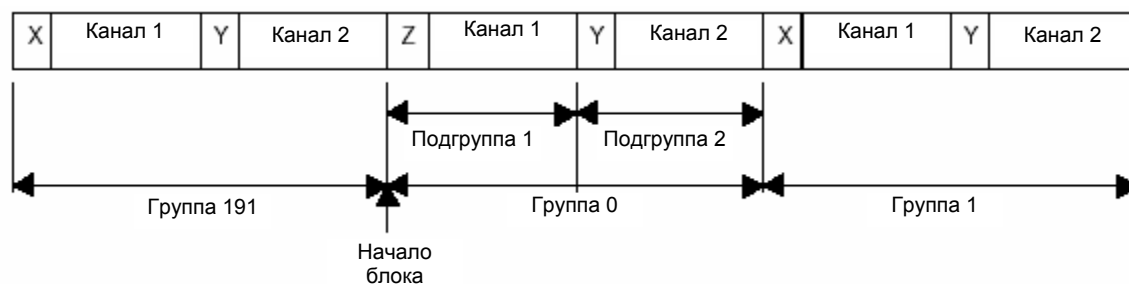 X Канал 1 Y Канал 2 Z Канал 1 Y Канал 2 X Канал 1 Y Канал 2
Подгруппа 1 Подгруппа 2
Группа 191 Группа 0 Группа 1
Начало
блока